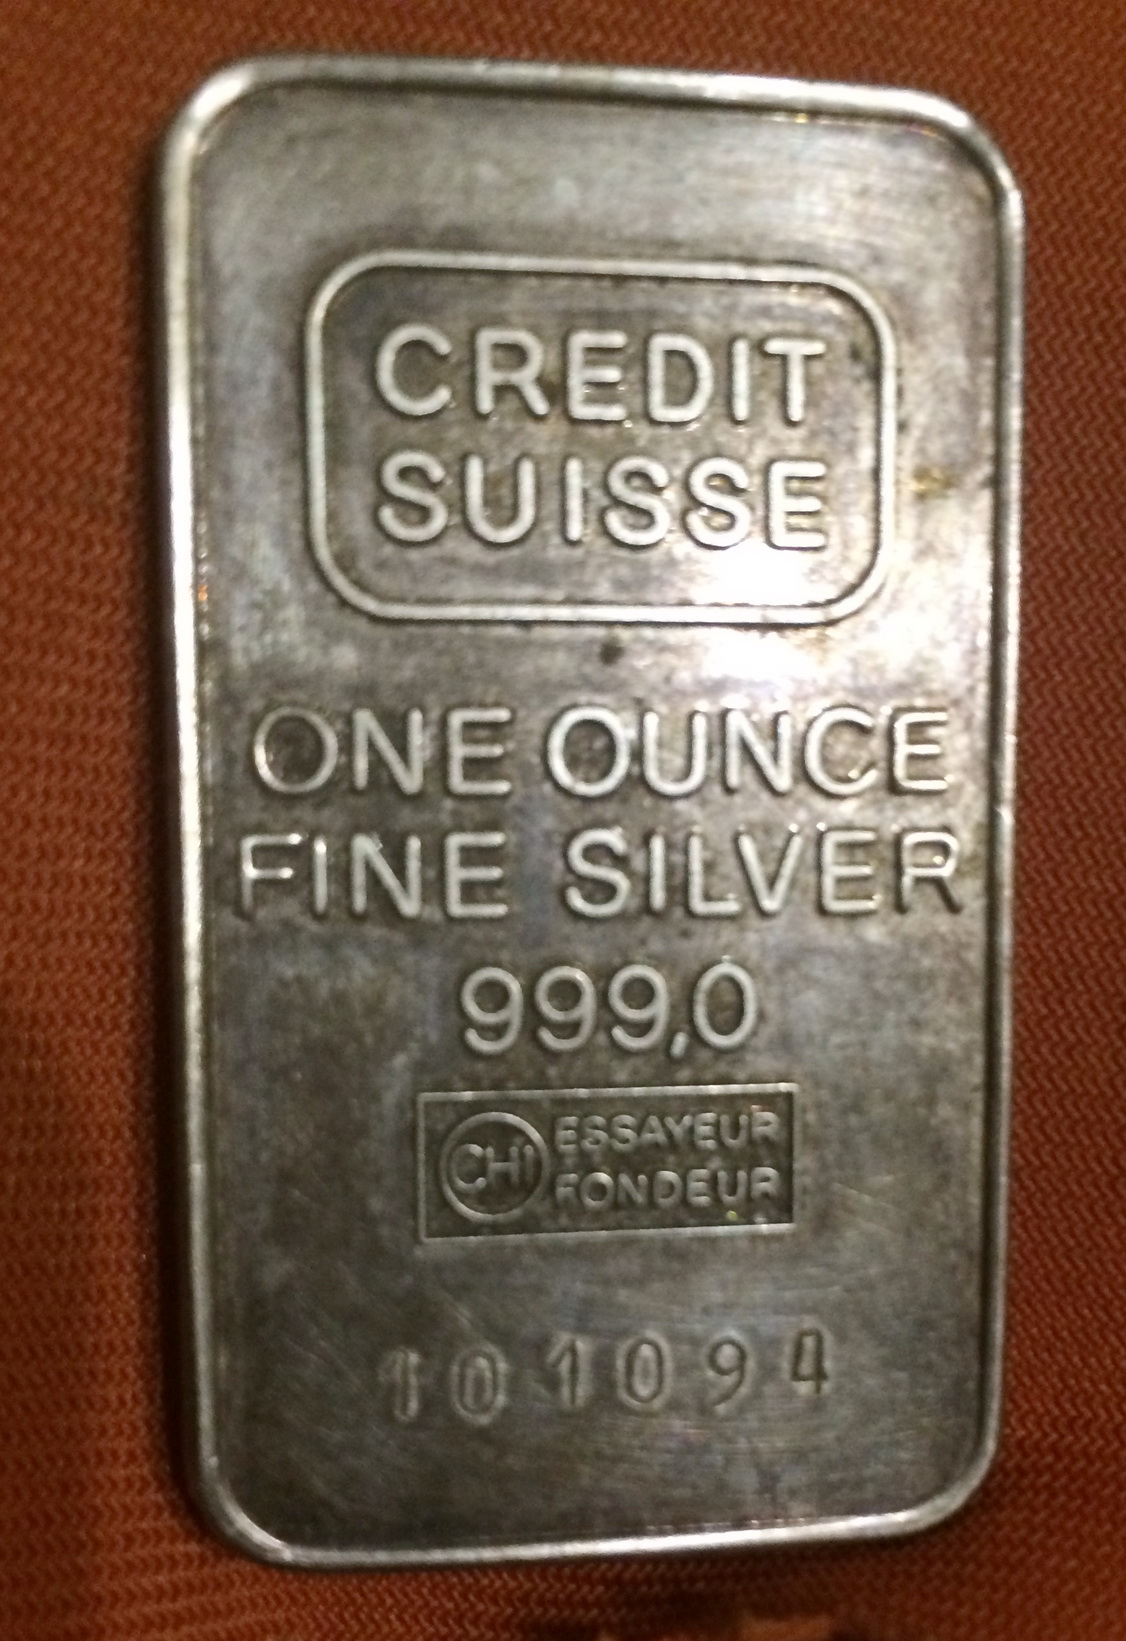 CREDIT
SUISSE
ONE OUNCE
FINE SILVER
999,0
CHI ESSAYEUR
FONDEUR
101094